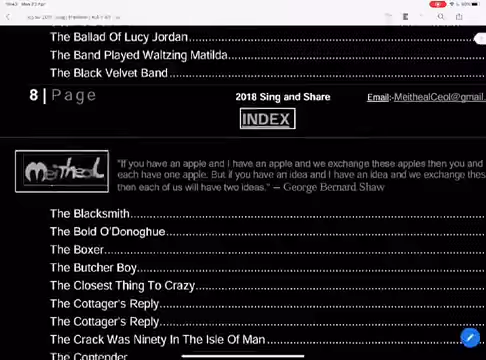 The Ballad Of Lucy Jordan
The Band Played Waltzing Matilda
The Black Velvet Band
8 | Page 2018 Sing and Share Email:-MeithealCeol@gmail.
INDEX
Meitheal
"If you have an apple and I have an apple and we exchange these apples then you and
each have one apple. But if you have an idea and I have an idea and we exchange thes
then each of us will have two ideas." – George Bernard Shaw
The Blacksmith
The Bold O'Donoghue
The Boxer
The Butcher Boy
The Closest Thing To Crazy
The Cottager's Reply
The Cottager's Reply
The Crack Was Ninety In The Isle Of Man
The Contender